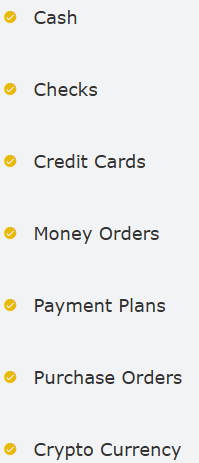 Cash
Checks
Credit Cards
Money Orders
Payment Plans
Purchase Orders
Crypto Currency